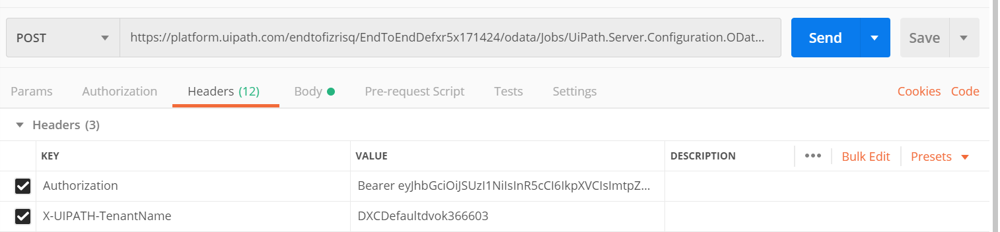 POST https://platform.uipath.com/endtofizrisq/EndToEndDefxr5x171424/odata/Jobs/UiPath.Server.Configuration.ODat... Send Save
Params Authorization Headers (12) Body Pre-request Script Tests Settings Cookies Code
Headers (3)
KEY VALUE DESCRIPTION ••• Bulk Edit Presets
Authorization Bearer eyJhbGciOiJSUzI1NiIsInR5cCI6IkpXVCIsImtpZ...
X-UIPATH-TenantName DXCDefaultdvok366603